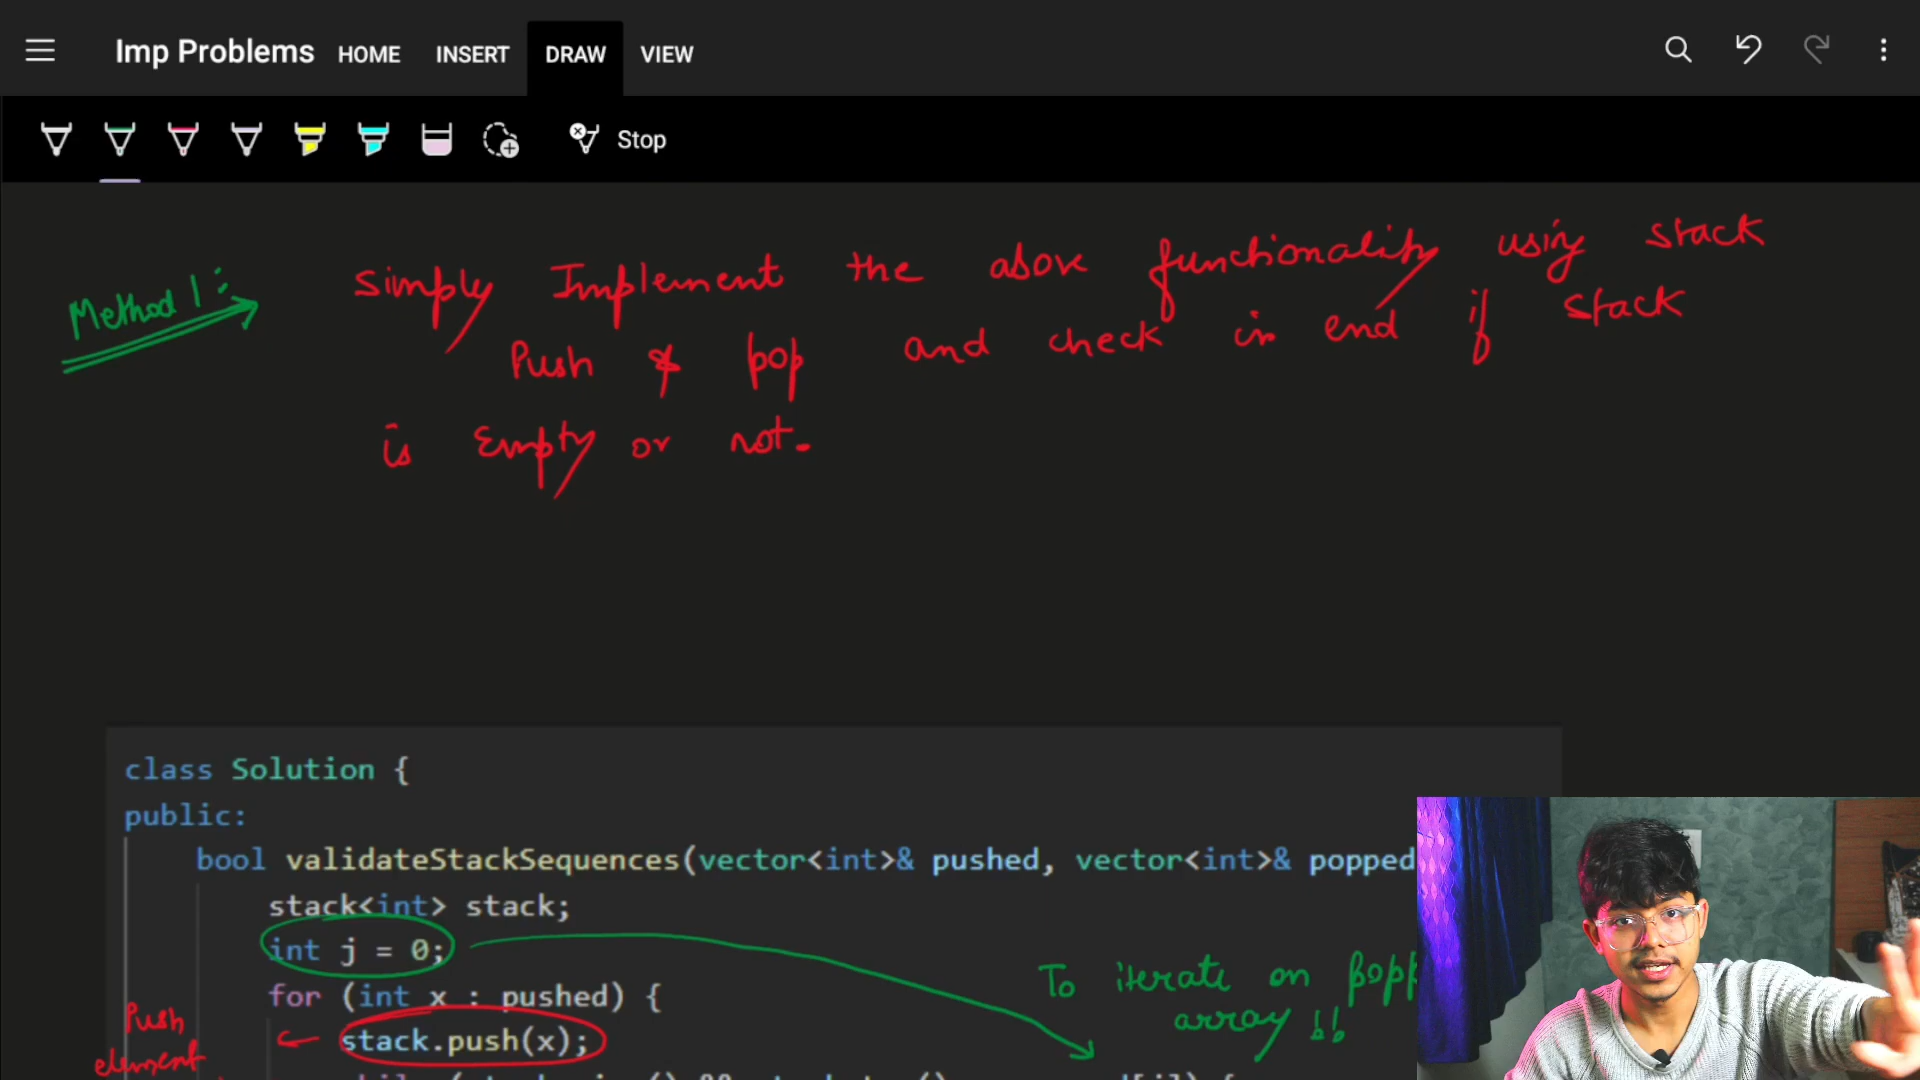 Imp Problems HOME INSERT DRAW VIEW
Stop
Method 1:
Simply Implement the above functionality using stack
Push & pop and check in end if stack
is Empty or not.
class Solution {
public:
bool validateStackSequences(vector<int>& pushed, vector<int>& popped
stack<int> stack;
int j = 0;
for (int x : pushed) {
To iterate on popp
array !!
Push
element
stack.push(x);